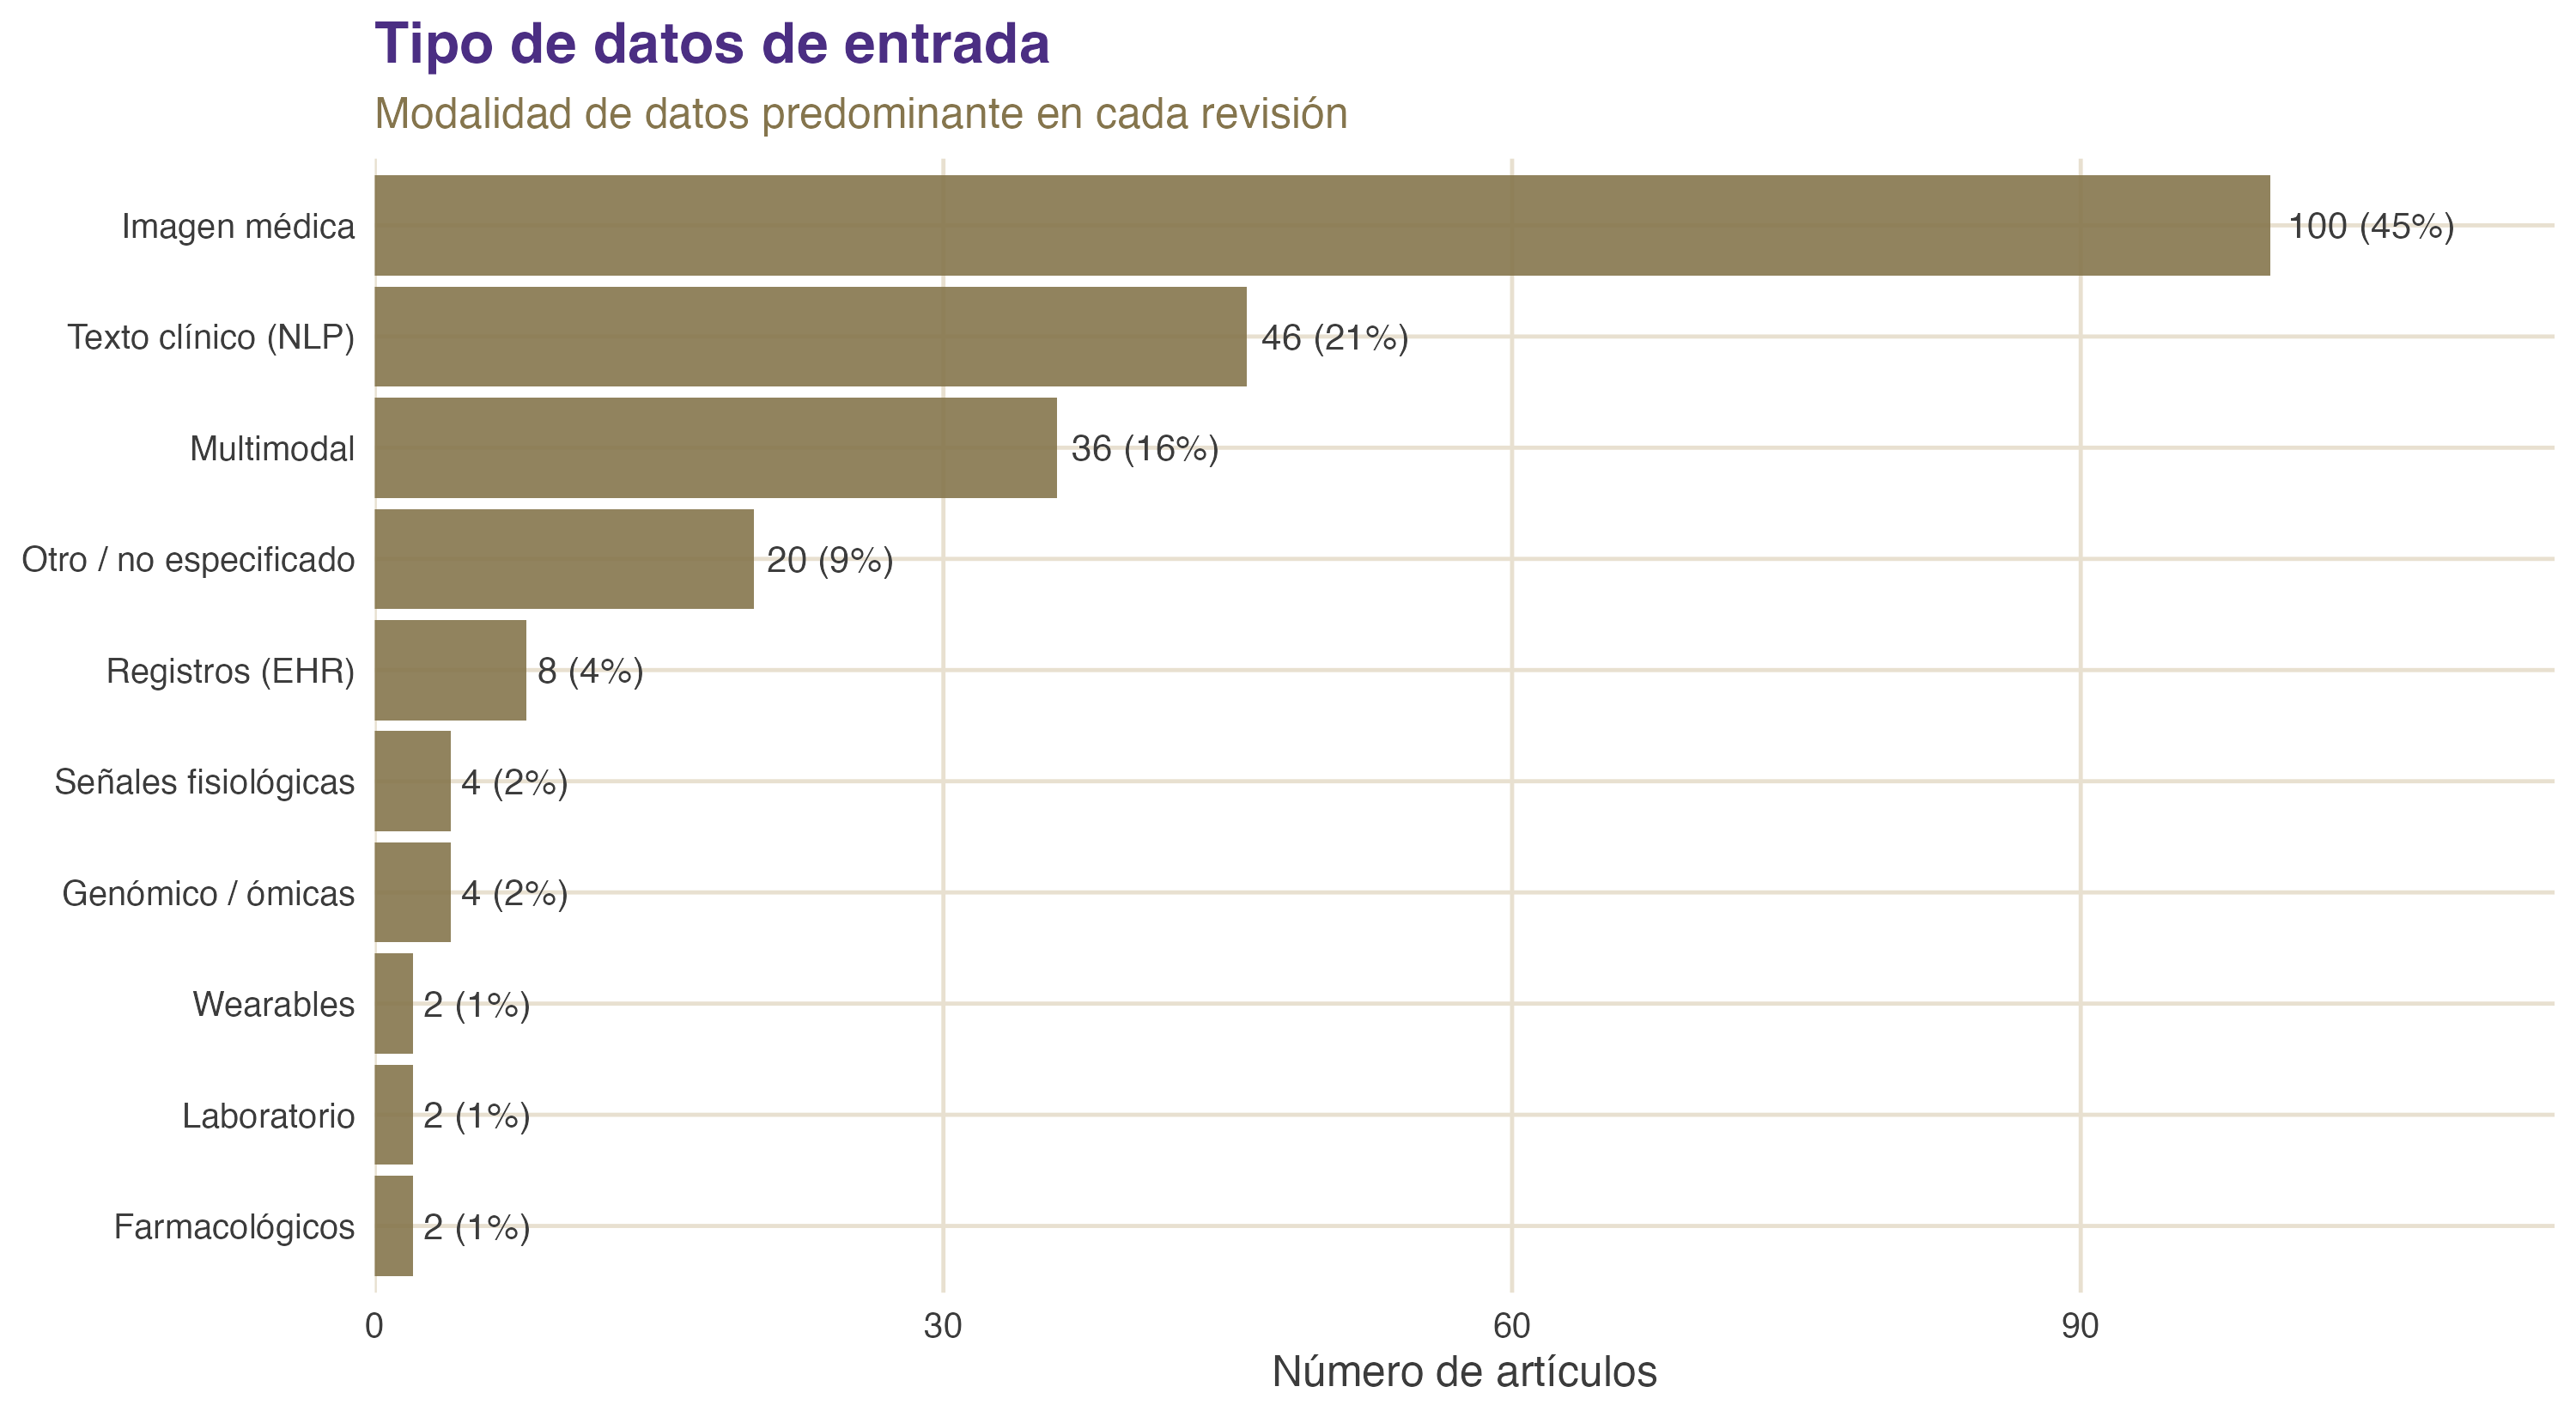 Tipo de datos de entrada
Modalidad de datos predominante en cada revisión
Imagen médica 100 (45%)
Texto clínico (NLP) 46 (21%)
Multimodal 36 (16%)
Otro / no especificado 20 (9%)
Registros (EHR) 8 (4%)
Señales fisiológicas 4 (2%)
Genómico / ómicas 4 (2%)
Wearables 2 (1%)
Laboratorio 2 (1%)
Farmacológicos 2 (1%)
0 30 60 90
Número de artículos